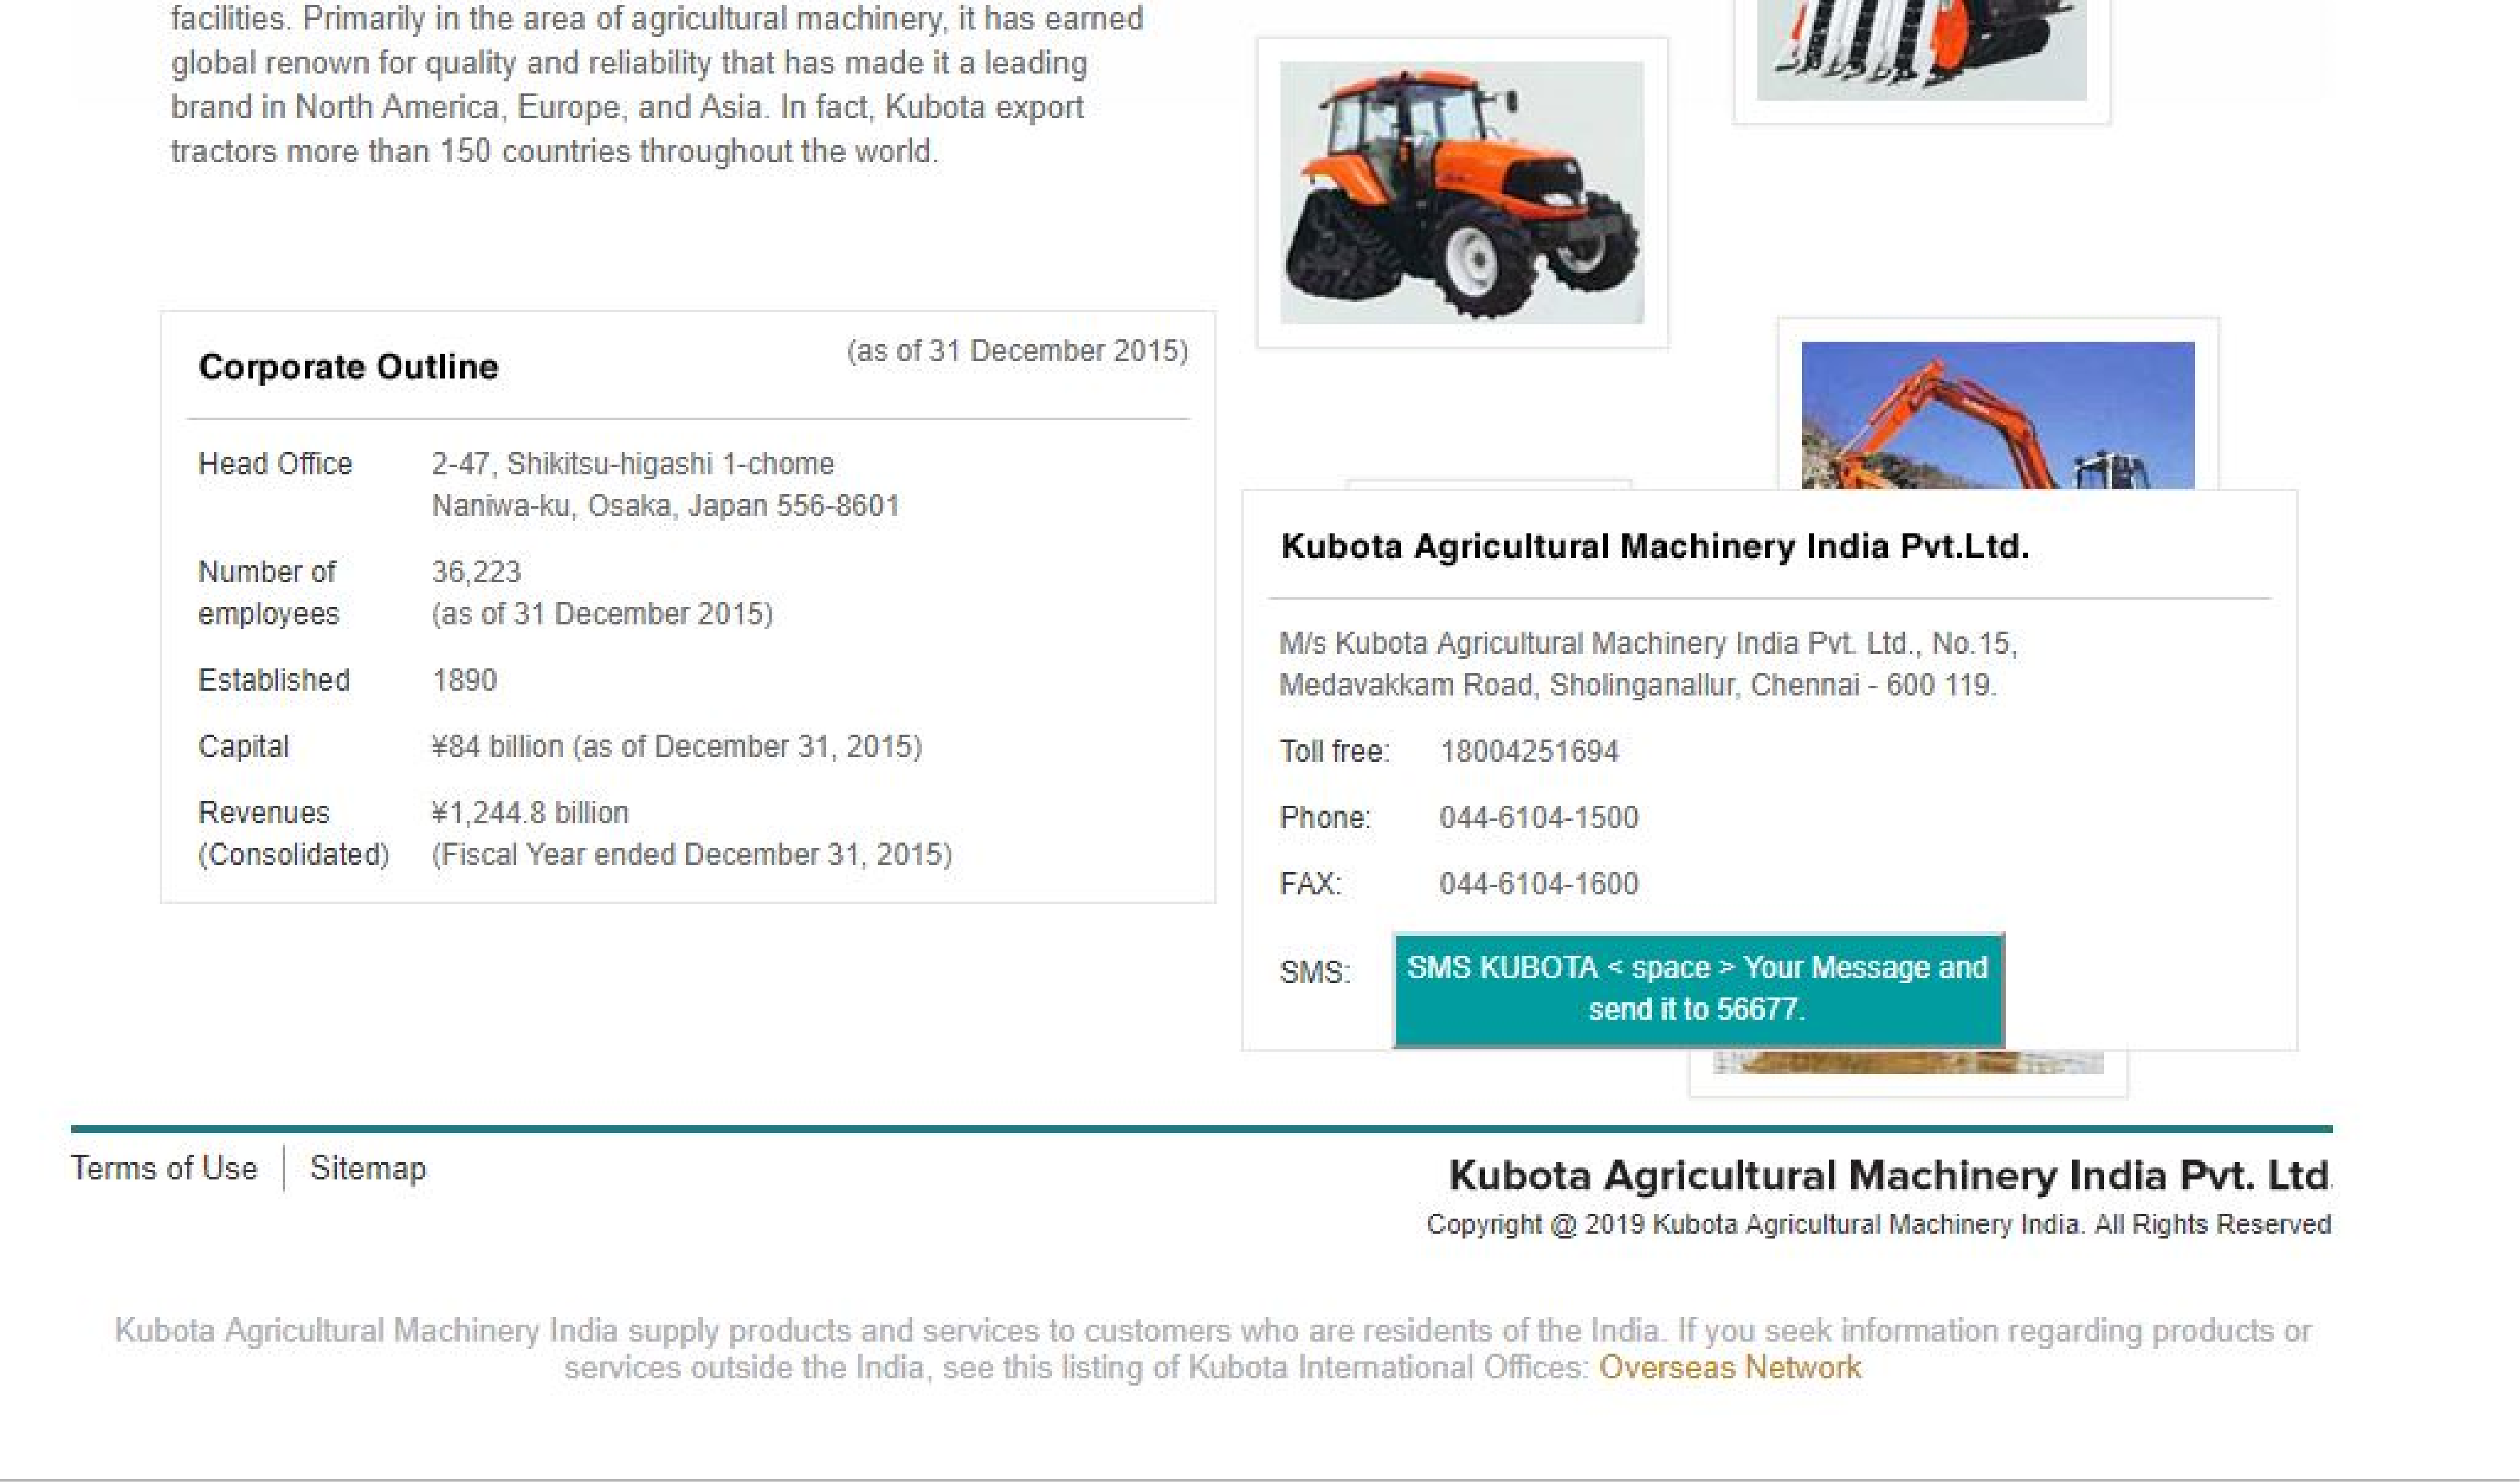 facilities. Primarily in the area of agricultural machinery, it has earned
global renown for quality and reliability that has made it a leading
brand in North America, Europe, and Asia. In fact, Kubota export
tractors more than 150 countries throughout the world.
Corporate Outline
(as of 31 December 2015)
Head Office
2-47, Shikitsu-higashi 1-chome
Naniwa-ku, Osaka, Japan 556-8601
Number of
employees
36,223
(as of 31 December 2015)
Established
1890
Capital
¥84 billion (as of December 31, 2015)
Revenues
(Consolidated)
¥1,244.8 billion
(Fiscal Year ended December 31, 2015)
Kubota Agricultural Machinery India Pvt.Ltd.
M/s Kubota Agricultural Machinery India Pvt. Ltd., No.15,
Medavakkam Road, Sholinganallur, Chennai - 600 119.
Toll free: 18004251694
Phone: 044-6104-1500
FAX: 044-6104-1600
SMS:
SMS KUBOTA < space > Your Message and
send it to 56677.
Terms of Use
Sitemap
Kubota Agricultural Machinery India Pvt. Ltd.
Copyright @ 2019 Kubota Agricultural Machinery India. All Rights Reserved
Kubota Agricultural Machinery India supply products and services to customers who are residents of the India. If you seek information regarding products or
services outside the India, see this listing of Kubota International Offices: Overseas Network